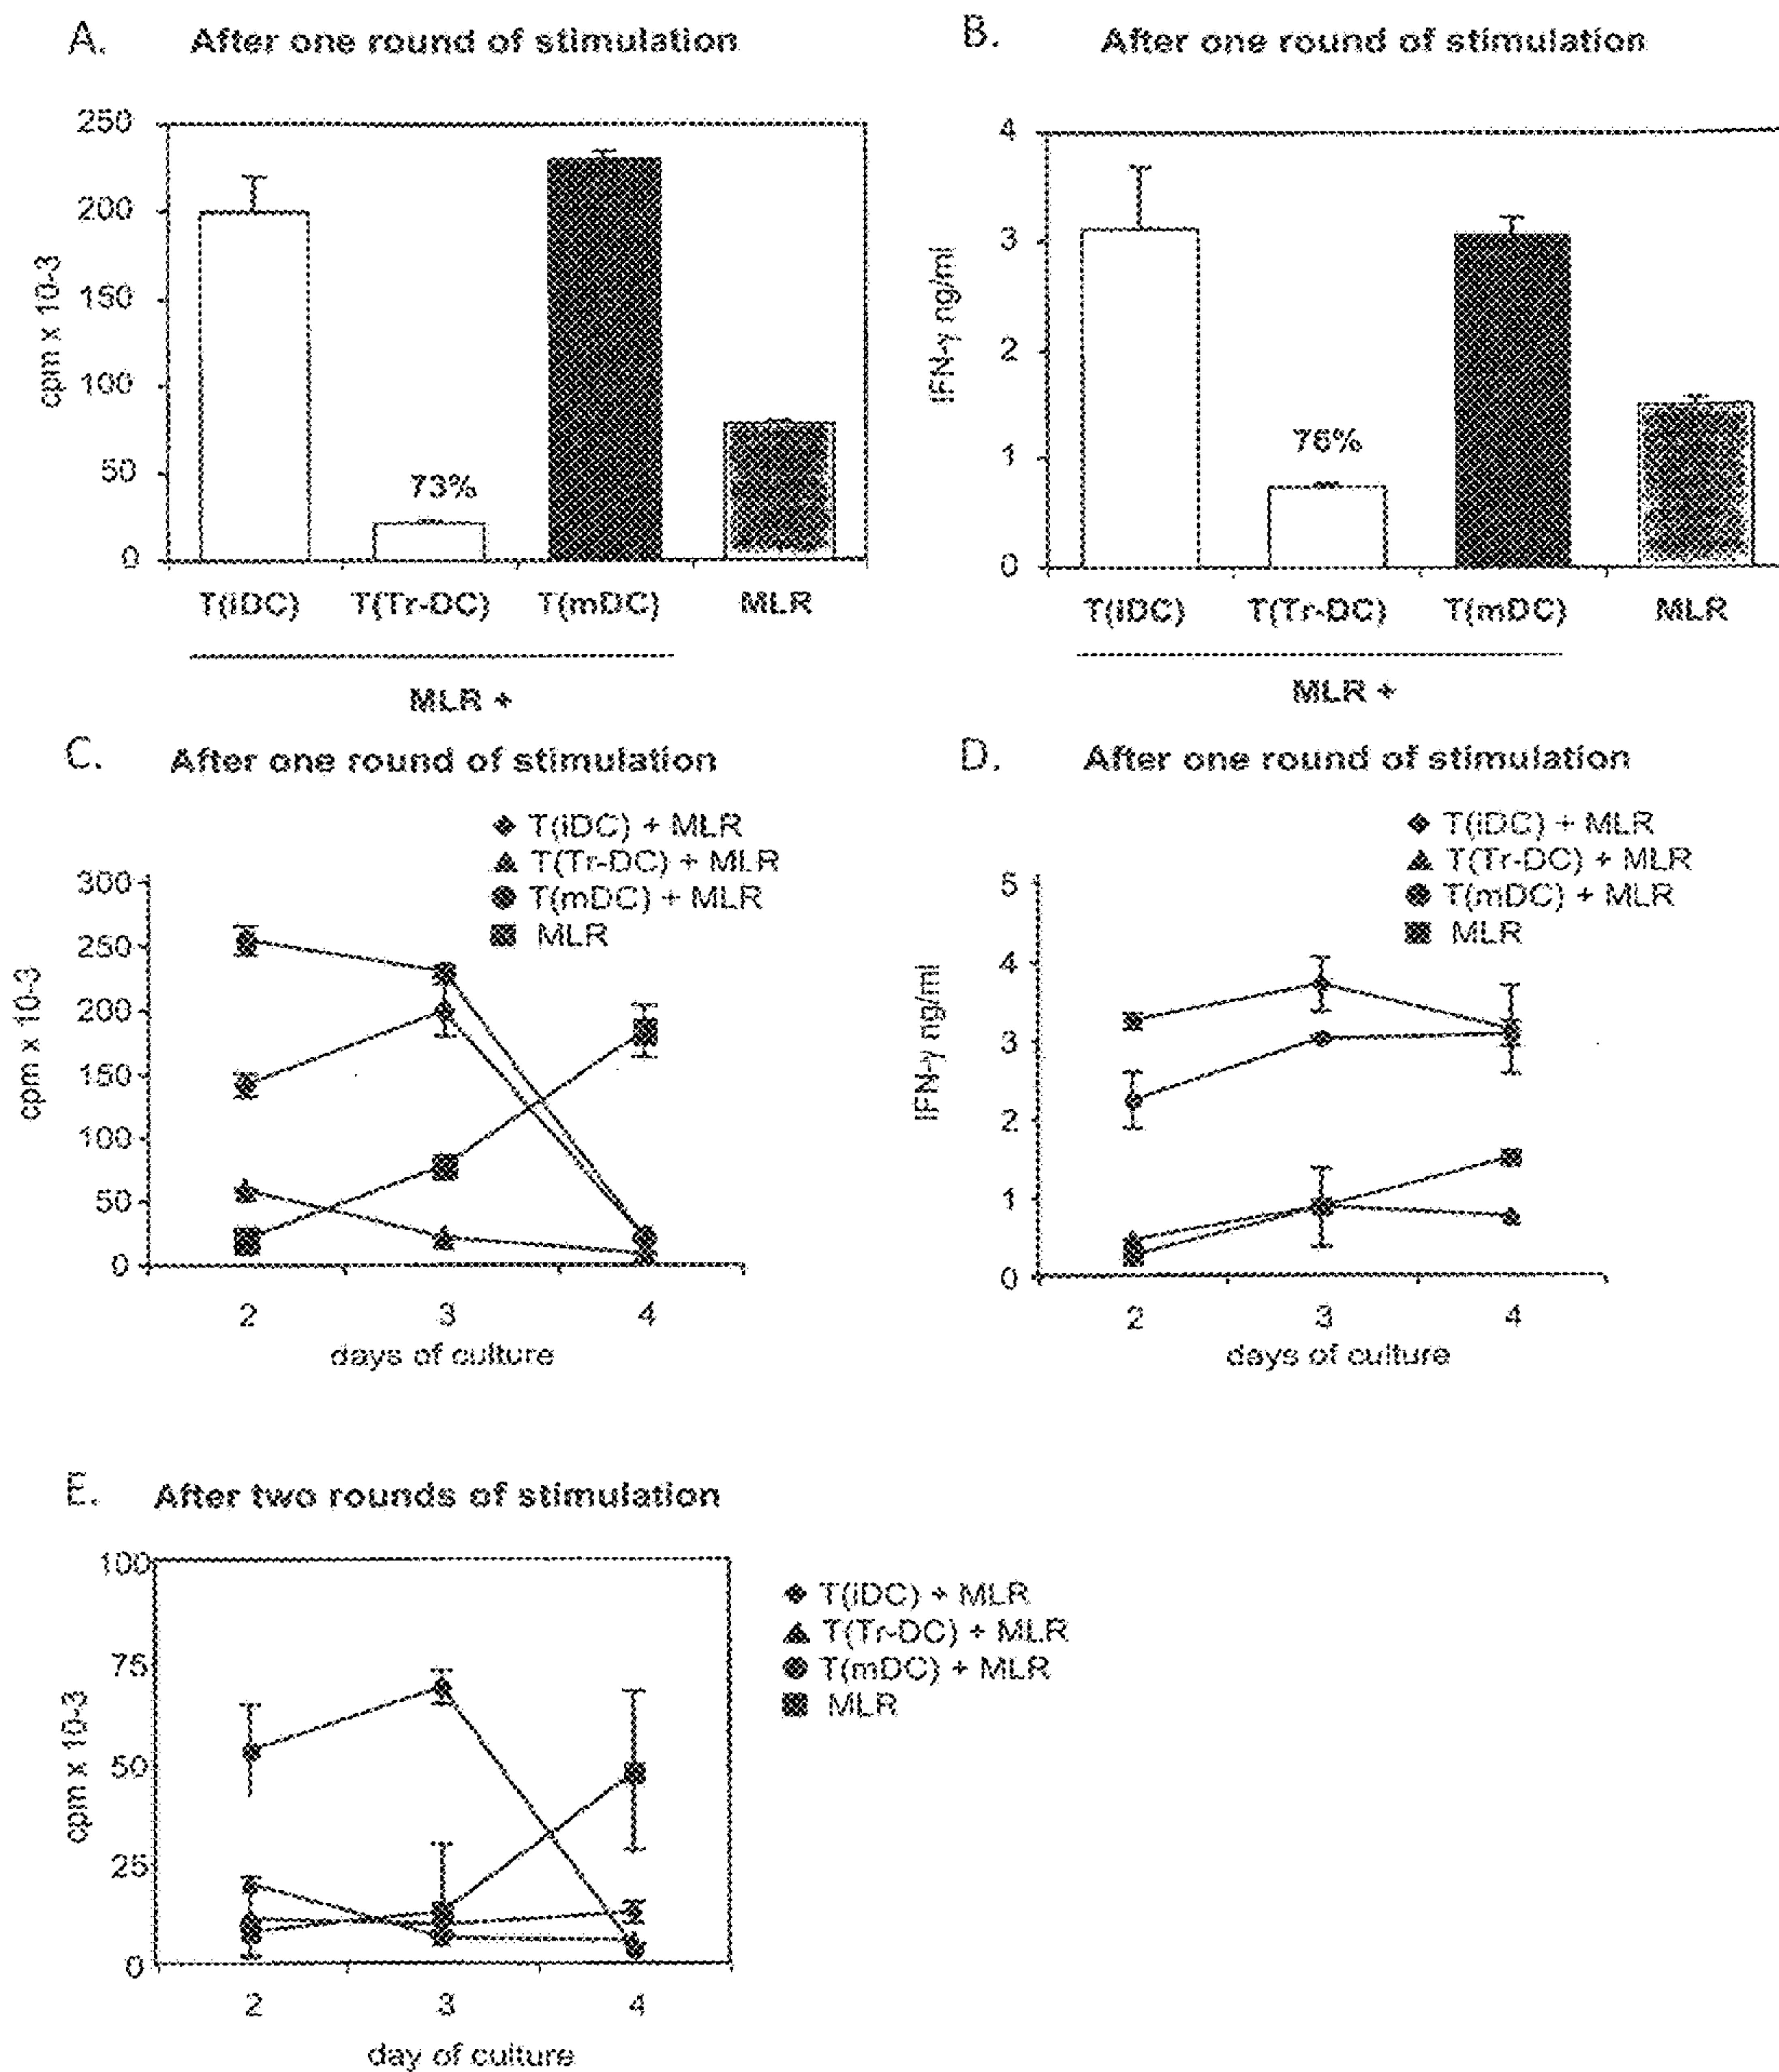 A. After one round of stimulation
250
200
150
100
50
0
cpm x 10-3
73%
T(iDC) T(Tr-DC) T(mDC) MLR
MLR +
B. After one round of stimulation
4
3
2
1
0
IFN-γ ng/ml
76%
T(iDC) T(Tr-DC) T(mDC) MLR
MLR +
C. After one round of stimulation
T(iDC) + MLR
T(Tr-DC) + MLR
T(mDC) + MLR
MLR
300
250
200
150
100
50
0
cpm x 10-3
2 3 4
days of culture
D. After one round of stimulation
T(iDC) + MLR
T(Tr-DC) + MLR
T(mDC) + MLR
MLR
5
4
3
2
1
0
IFN-γ ng/ml
2 3 4
days of culture
E. After two rounds of stimulation
100
75
50
25
0
cpm x 10-3
T(iDC) + MLR
T(Tr-DC) + MLR
T(mDC) + MLR
MLR
2 3 4
day of culture